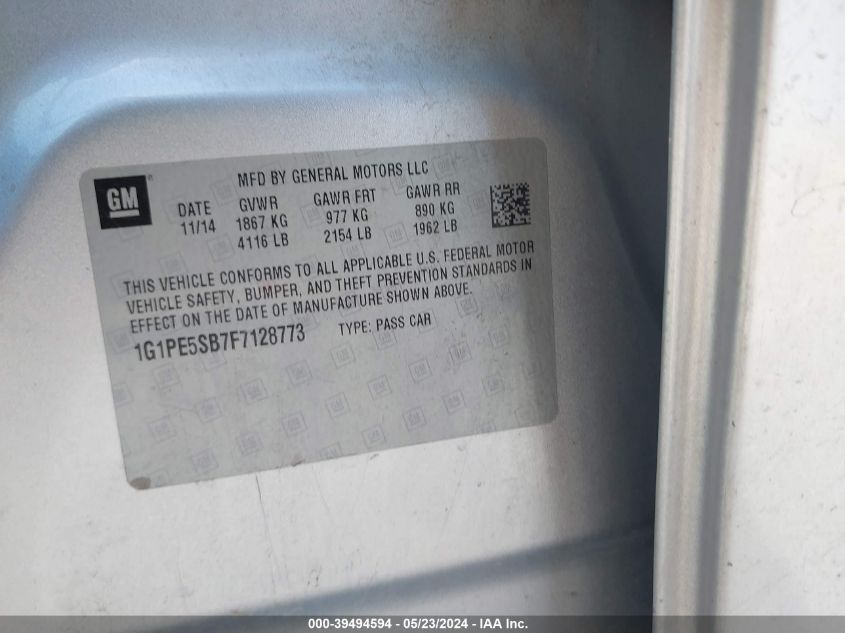 GM
MFD BY GENERAL MOTORS LLC
DATE GVWR GAWR FRT GAWR RR
11/14 1867 KG 977 KG 890 KG
4116 LB 2154 LB 1962 LB
THIS VEHICLE CONFORMS TO ALL APPLICABLE U.S. FEDERAL MOTOR
VEHICLE SAFETY, BUMPER, AND THEFT PREVENTION STANDARDS IN
EFFECT ON THE DATE OF MANUFACTURE SHOWN ABOVE.
1G1PE5SB7F7128773 TYPE: PASS CAR
000-39494594 - 05/23/2024 - IAA Inc.